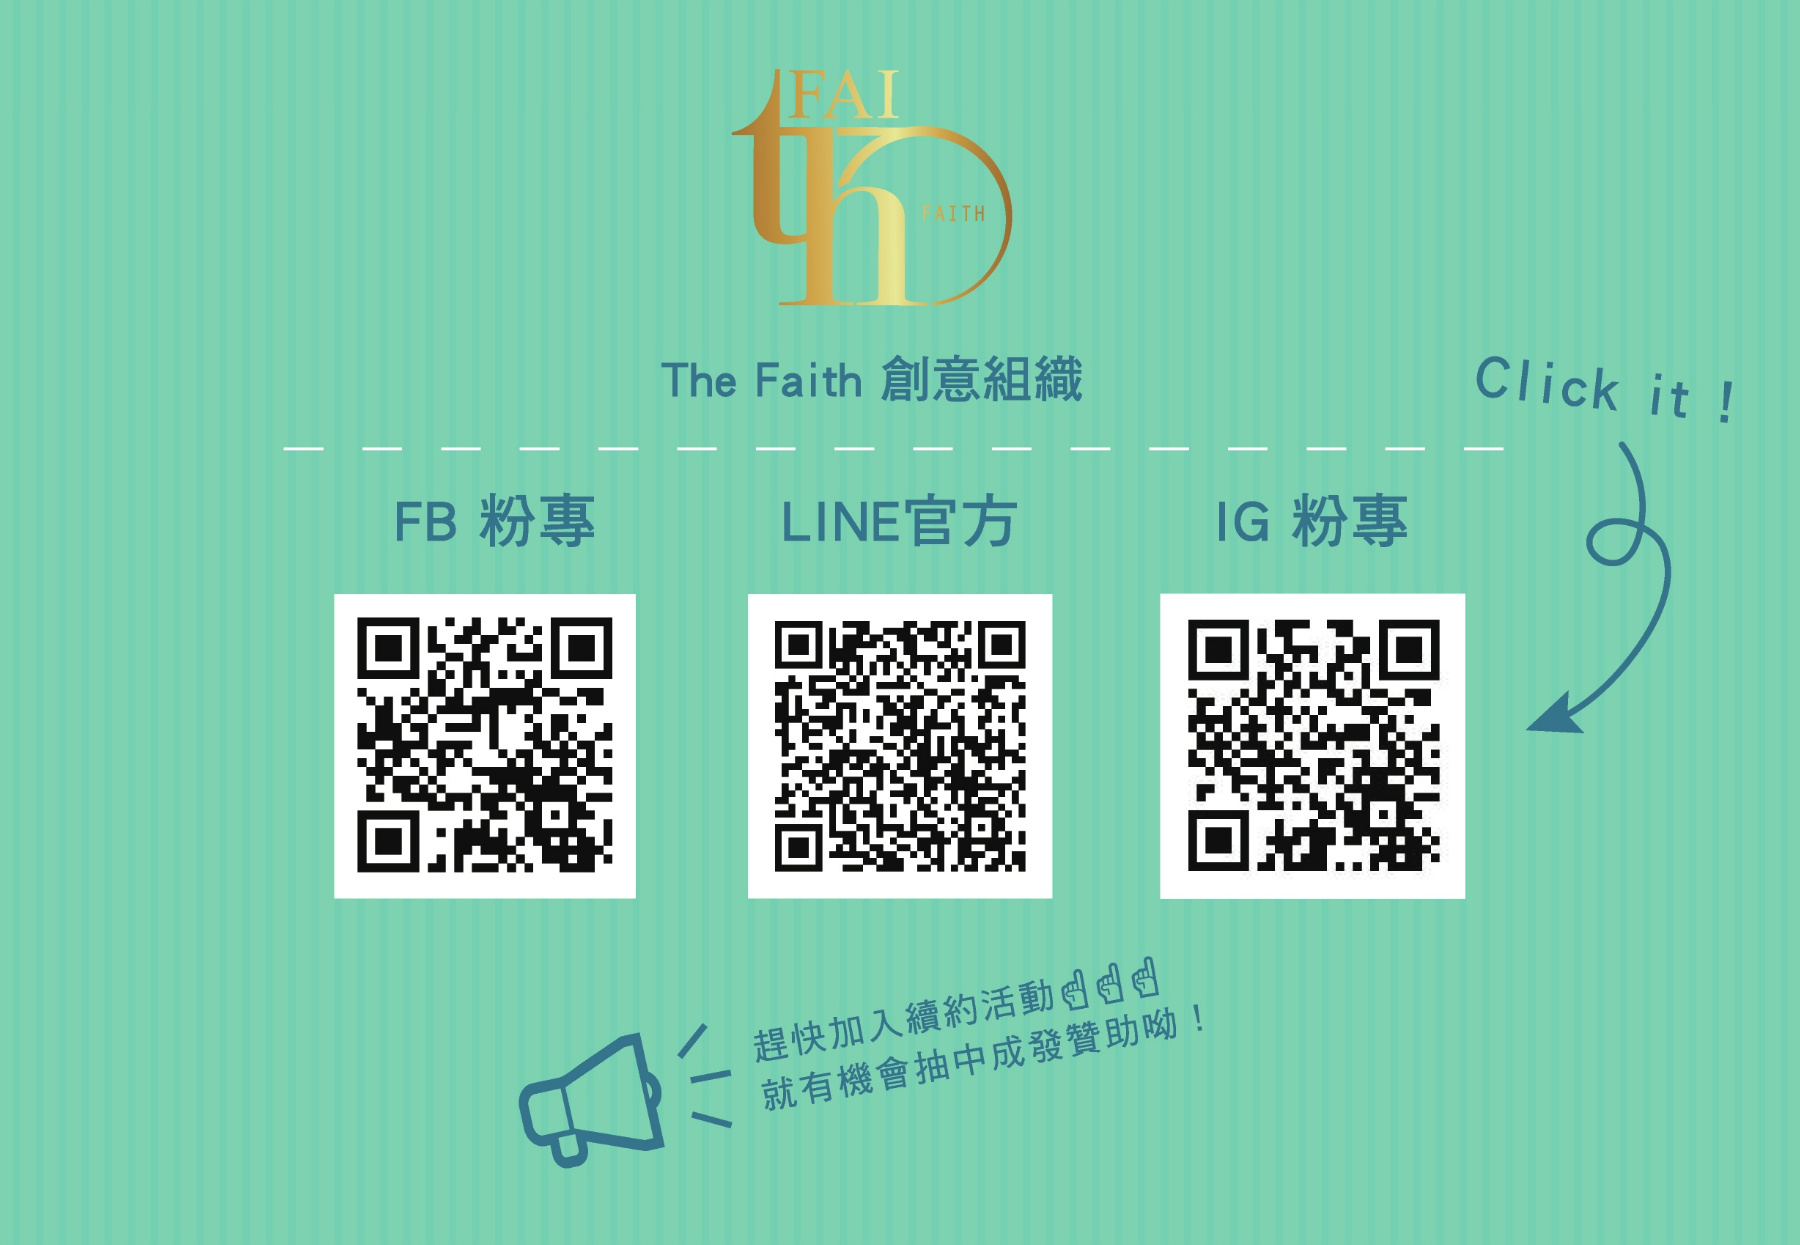 FAI
th
FAITH
The Faith 創意組織
Click it !
FB 粉專
LINE官方
IG 粉專
趕快加入續約活動☝☝☝
就有機會抽中成發贊助呦！